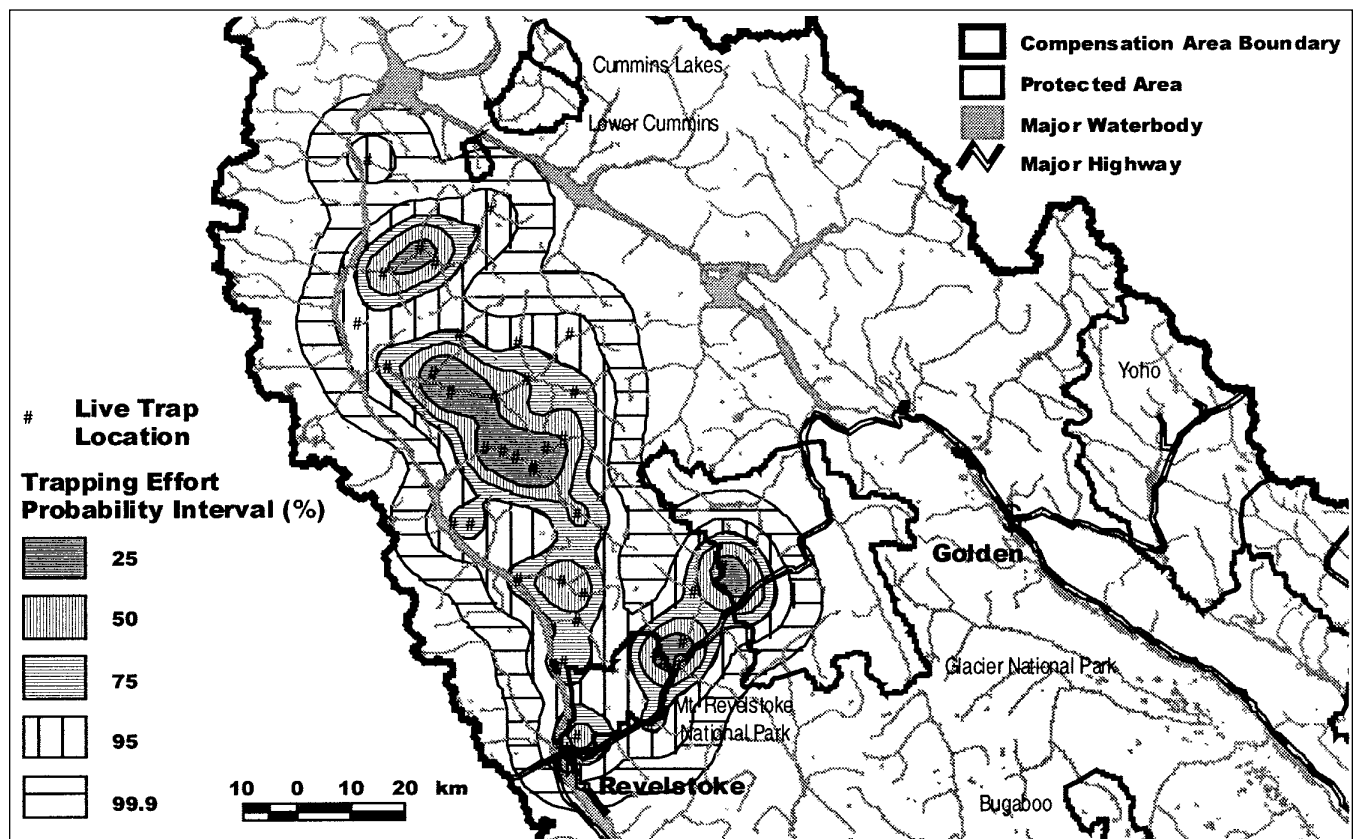 Compensation Area Boundary
Protected Area
Major Waterbody
Major Highway
Cummins Lakes
Lower Cummins
Yoho
# Live Trap
Location
Trapping Effort
Probability Interval (%)
25
50
75
95
99.9
Golden
Glacier National Park
Mt. Revelstoke
National Park
Revelstoke
Bugaboo
10 0 10 20 km